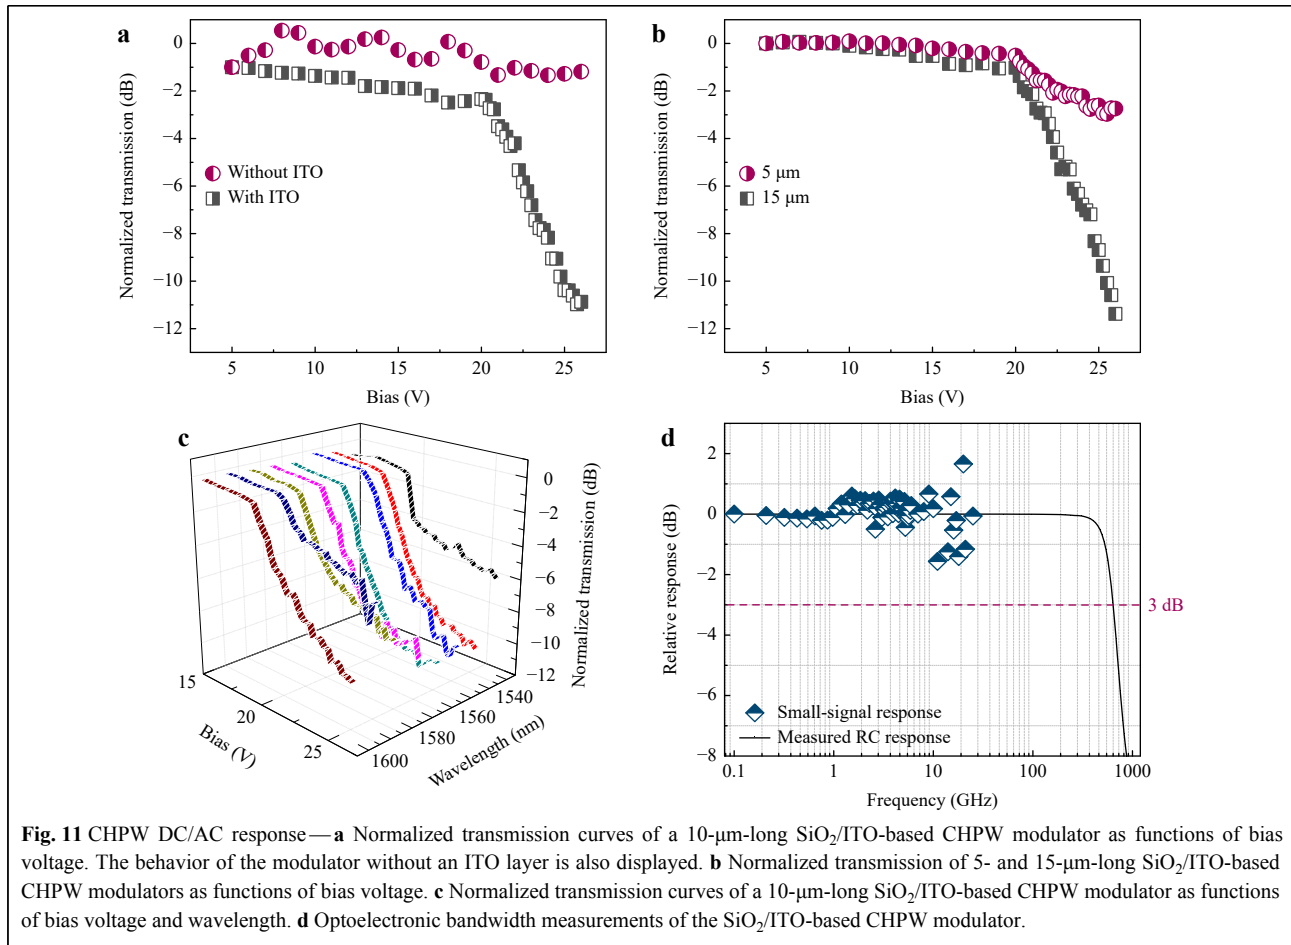 a
0
−2
−4
−6
−8
−10
−12
Normalized transmission (dB)
Without ITO
With ITO
5
10
15
20
25
Bias (V)
b
0
−2
−4
−6
−8
−10
−12
Normalized transmission (dB)
5 μm
15 μm
5
10
15
20
25
Bias (V)
c
0
−2
−4
−6
−8
−10
−12
Normalized transmission (dB)
15
20
25
Bias (V)
1540
1560
1580
1600
Wavelength (nm)
d
2
0
−2
−4
−6
−8
Relative response (dB)
3 dB
Small-signal response
Measured RC response
0.1
1
10
100
1000
Frequency (GHz)
Fig. 11 CHPW DC/AC response—a Normalized transmission curves of a 10-μm-long SiO₂/ITO-based CHPW modulator as functions of bias
voltage. The behavior of the modulator without an ITO layer is also displayed. b Normalized transmission of 5- and 15-μm-long SiO₂/ITO-based
CHPW modulators as functions of bias voltage. c Normalized transmission curves of a 10-μm-long SiO₂/ITO-based CHPW modulator as functions
of bias voltage and wavelength. d Optoelectronic bandwidth measurements of the SiO₂/ITO-based CHPW modulator.